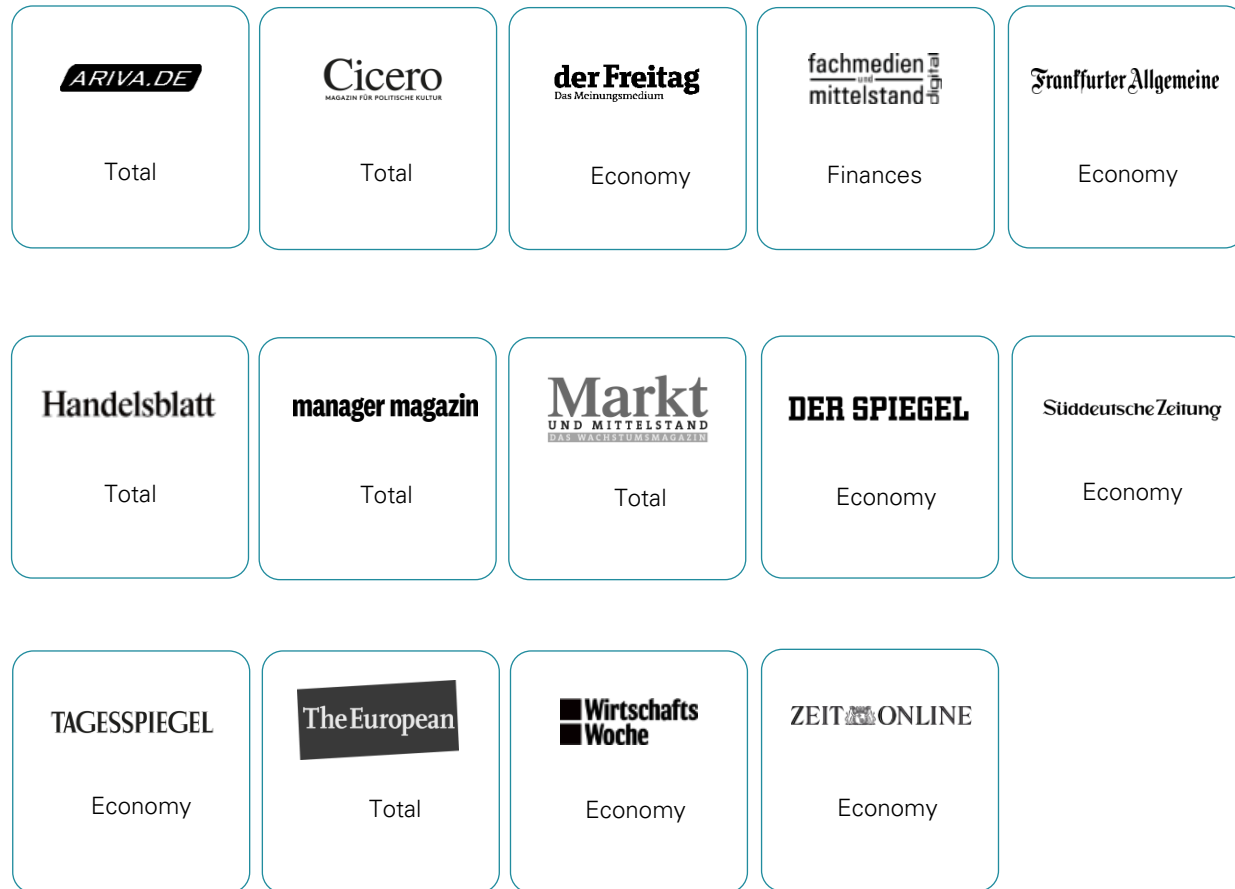 ARIVA.DE
Cicero
MAGAZIN FÜR POLITISCHE KULTUR
der Freitag
Das Meinungsmedium
fachmedien
und
mittelstand
digital
Frankfurter Allgemeine
Total
Total
Economy
Finances
Economy
Handelsblatt
manager magazin
Markt
UND MITTELSTAND
DAS WACHSTUMSMAGAZIN
DER SPIEGEL
Süddeutsche Zeitung
Total
Total
Total
Economy
Economy
TAGESSPIEGEL
The European
Wirtschafts
Woche
ZEIT ONLINE
Economy
Total
Economy
Economy